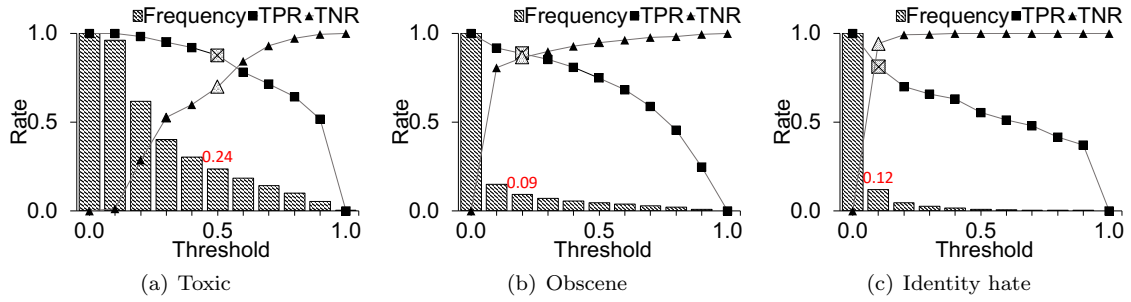 Frequency TPR TNR
1.0
0.5
0.0
Rate
0.24
0.0 0.5 1.0
Threshold
(a) Toxic
Frequency TPR TNR
1.0
0.5
0.0
Rate
0.09
0.0 0.5 1.0
Threshold
(b) Obscene
Frequency TPR TNR
1.0
0.5
0.0
Rate
0.12
0.0 0.5 1.0
Threshold
(c) Identity hate